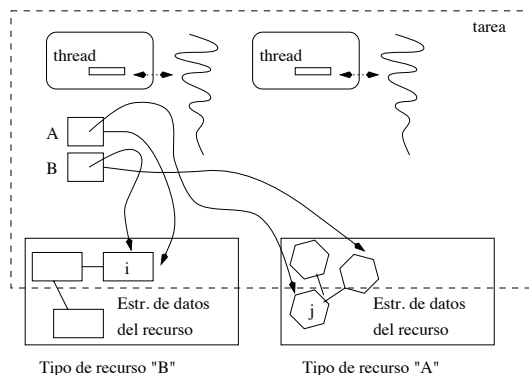 tarea
thread
thread
A
B
i
j
Estr. de datos
del recurso
Estr. de datos
del recurso
Tipo de recurso "B"
Tipo de recurso "A"